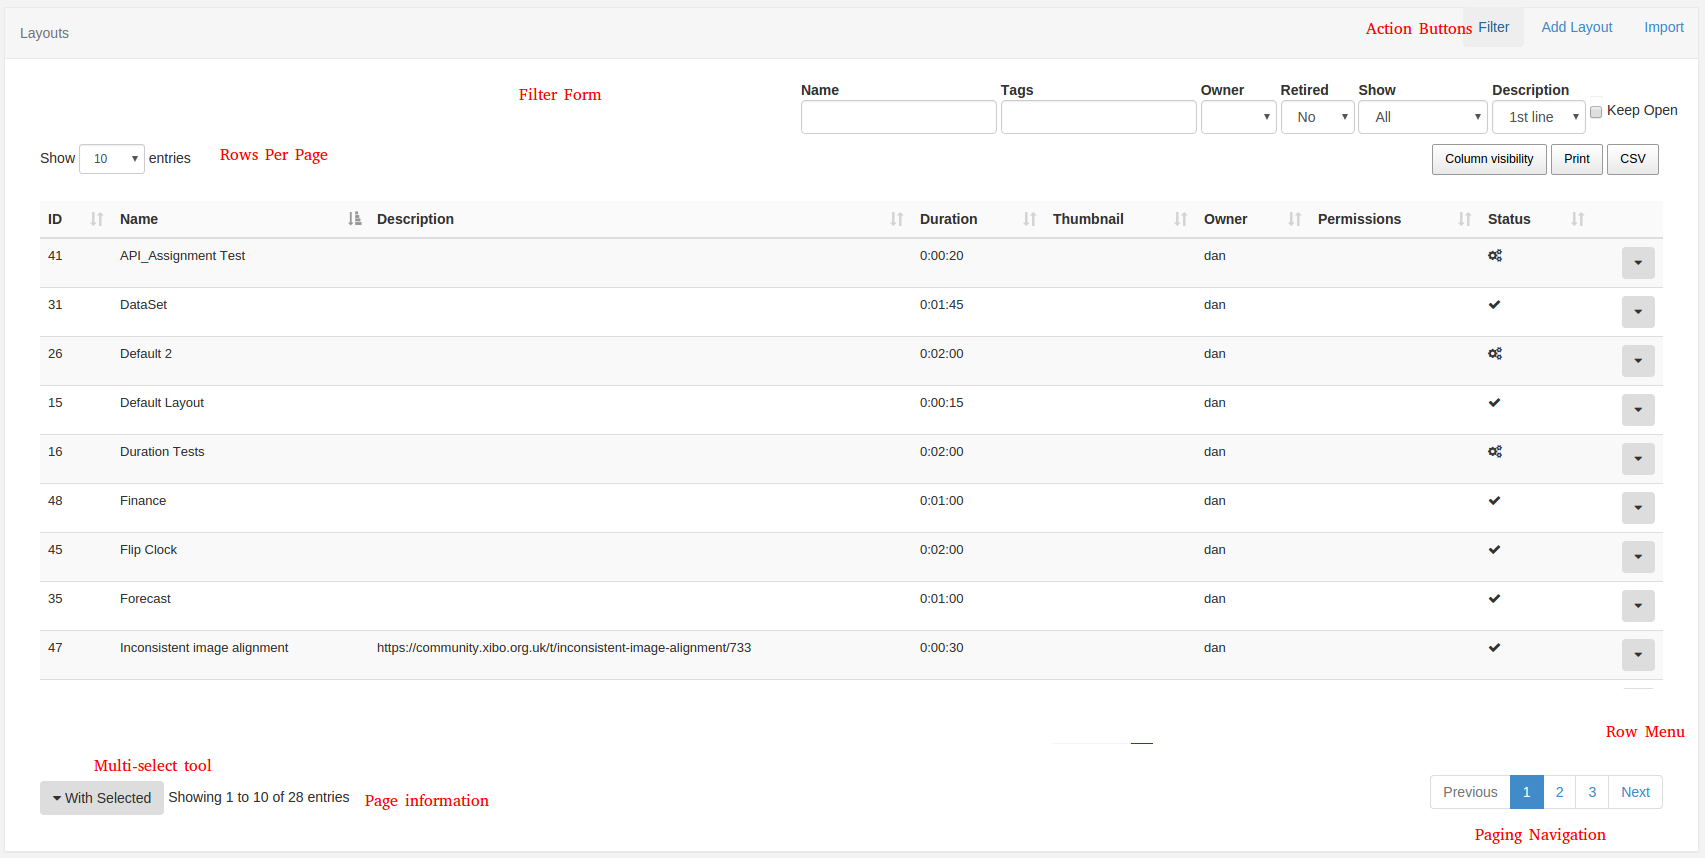 Layouts Action Buttons Filter Add Layout Import
Filter Form
Name Tags Owner Retired Show Description
No All 1st line Keep Open
Show 10 entries Rows Per Page Column visibility Print CSV
ID Name Description Duration Thumbnail Owner Permissions Status
41 API_Assignment Test 0:00:20 dan
31 DataSet 0:01:45 dan
26 Default 2 0:02:00 dan
15 Default Layout 0:00:15 dan
16 Duration Tests 0:02:00 dan
48 Finance 0:01:00 dan
45 Flip Clock 0:02:00 dan
35 Forecast 0:01:00 dan
47 Inconsistent image alignment https://community.xibo.org.uk/t/inconsistent-image-alignment/733 0:00:30 dan
Row Menu
Multi-select tool
With Selected Showing 1 to 10 of 28 entries Page information Previous 1 2 3 Next
Paging Navigation